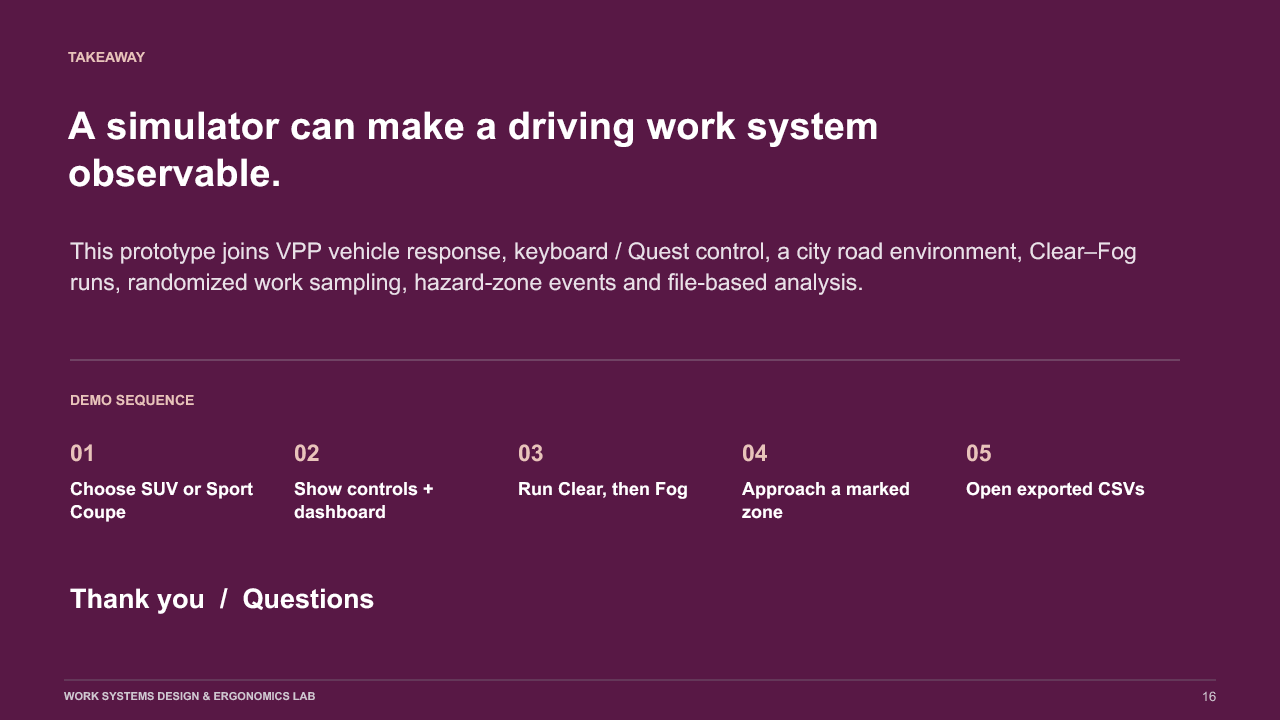 TAKEAWAY
A simulator can make a driving work system
observable.
This prototype joins VPP vehicle response, keyboard / Quest control, a city road environment, Clear–Fog
runs, randomized work sampling, hazard-zone events and file-based analysis.
DEMO SEQUENCE
01
Choose SUV or Sport
Coupe
02
Show controls +
dashboard
03
Run Clear, then Fog
04
Approach a marked
zone
05
Open exported CSVs
Thank you / Questions
WORK SYSTEMS DESIGN & ERGONOMICS LAB
16